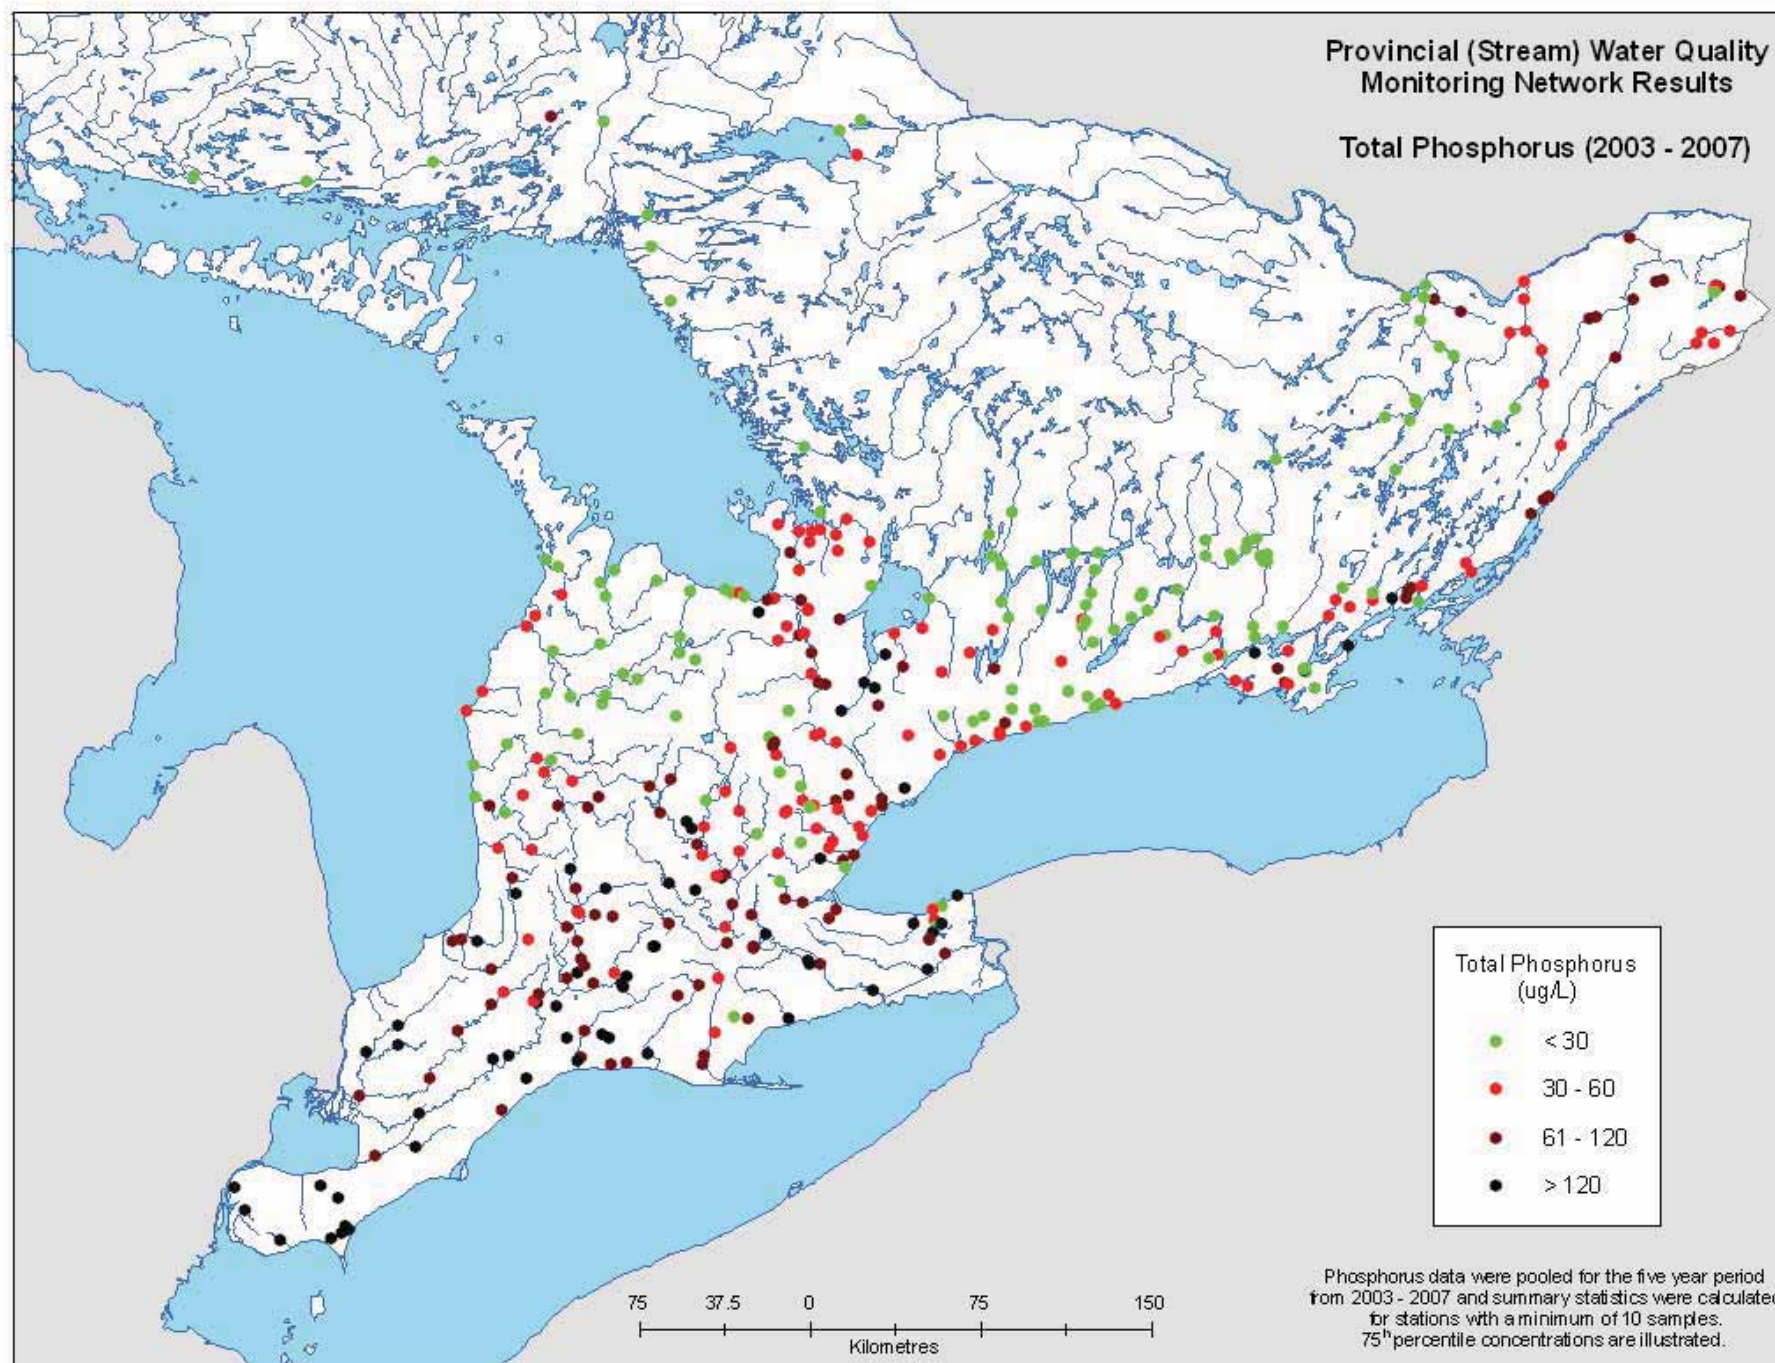 Provincial (Stream) Water Quality
Monitoring Network Results
Total Phosphorus (2003 - 2007)
Total Phosphorus
(ug/L)
< 30
30 - 60
61 - 120
> 120
75 37.5 0 75 150
Kilometres
Phosphorus data were pooled for the five year period
from 2003 - 2007 and summary statistics were calculated
for stations with a minimum of 10 samples.
75ʰ percentile concentrations are illustrated.